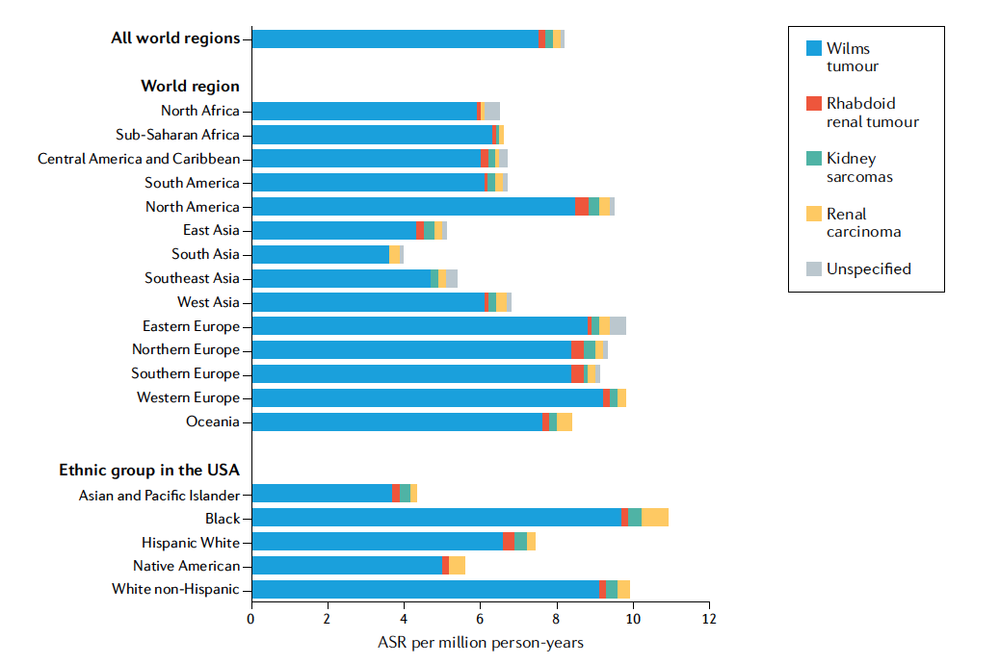 All world regions
World region
North Africa
Sub-Saharan Africa
Central America and Caribbean
South America
North America
East Asia
South Asia
Southeast Asia
West Asia
Eastern Europe
Northern Europe
Southern Europe
Western Europe
Oceania
Ethnic group in the USA
Asian and Pacific Islander
Black
Hispanic White
Native American
White non-Hispanic
0 2 4 6 8 10 12
ASR per million person-years
Wilms
tumour
Rhabdoid
renal tumour
Kidney
sarcomas
Renal
carcinoma
Unspecified